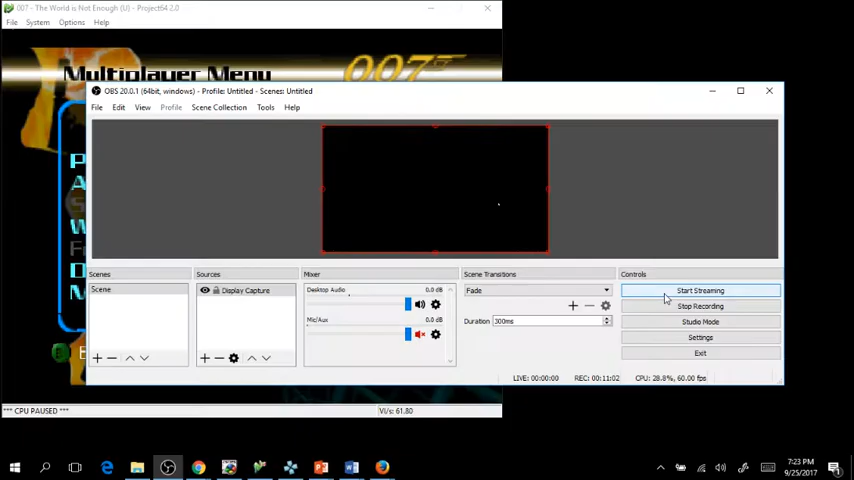 007 - The World is Not Enough (U) - Project64 2.0
File System Options Help
Multiplayer Menu
007
OBS 20.0.1 (64bit, windows) - Profile: Untitled - Scenes: Untitled
File Edit View Profile Scene Collection Tools Help
Scenes Sources Mixer Scene Transitions Controls
Scene Display Capture Desktop Audio 0.0 dB Fade Start Streaming
Stop Recording
Mic/Aux 0.0 dB Duration 300ms Studio Mode
Settings
Exit
LIVE: 00:00:00 REC: 00:11:02 CPU: 28.8%, 60.00 fps
*** CPU PAUSED *** VI/s: 61.80
7:23 PM
9/25/2017